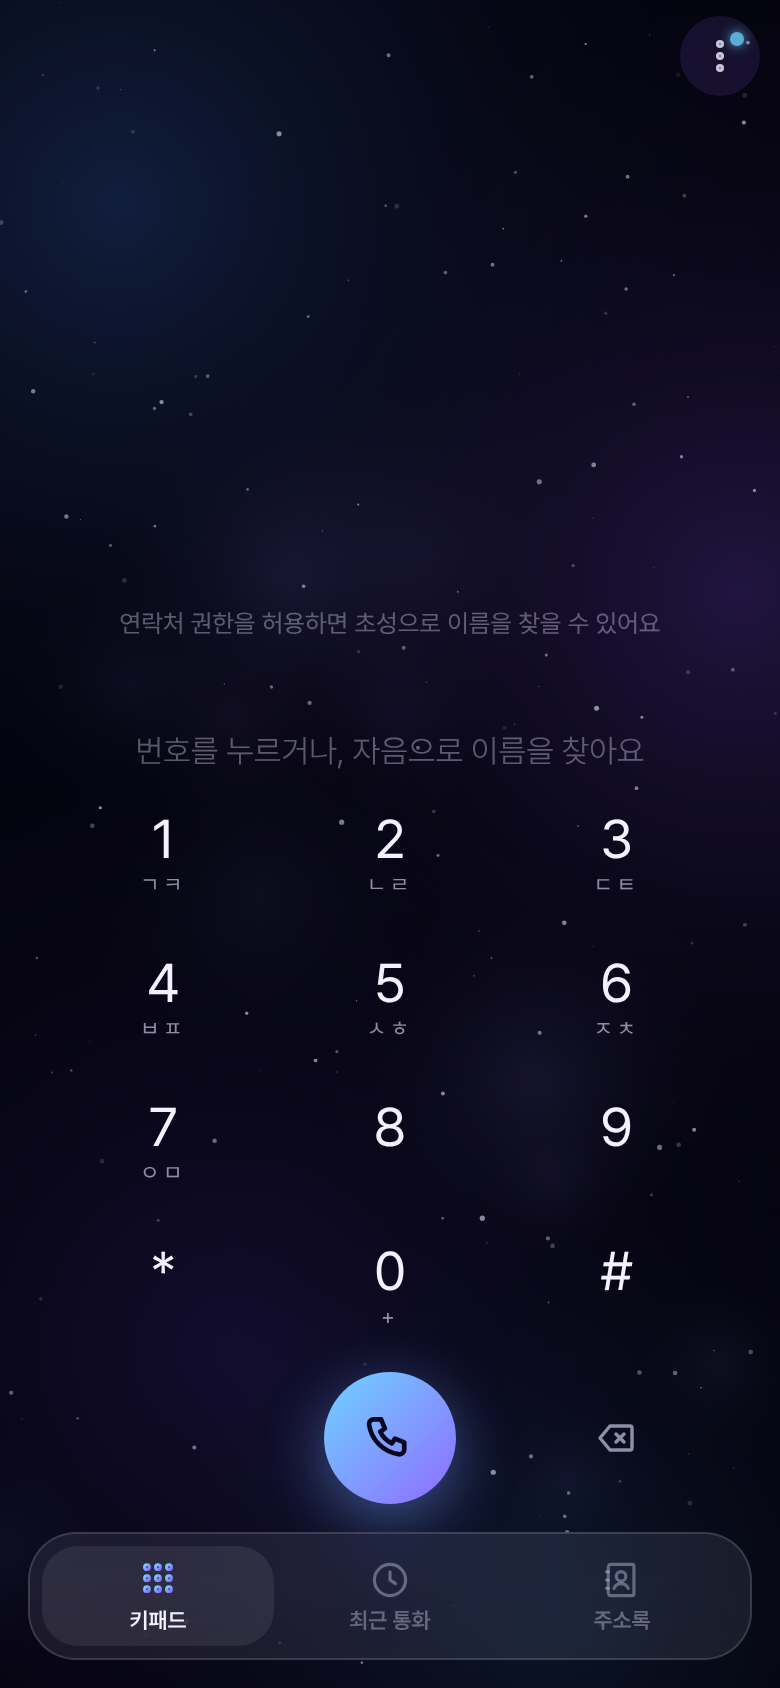 연락처 권한을 허용하면 초성으로 이름을 찾을 수 있어요
번호를 누르거나, 자음으로 이름을 찾아요
1 2 3
ㄱㅋ ㄴㄹ ㄷㅌ
4 5 6
ㅂㅍ ㅅㅎ ㅈㅊ
7 8 9
ㅇㅁ
* 0 #
+
키패드 최근 통화 주소록